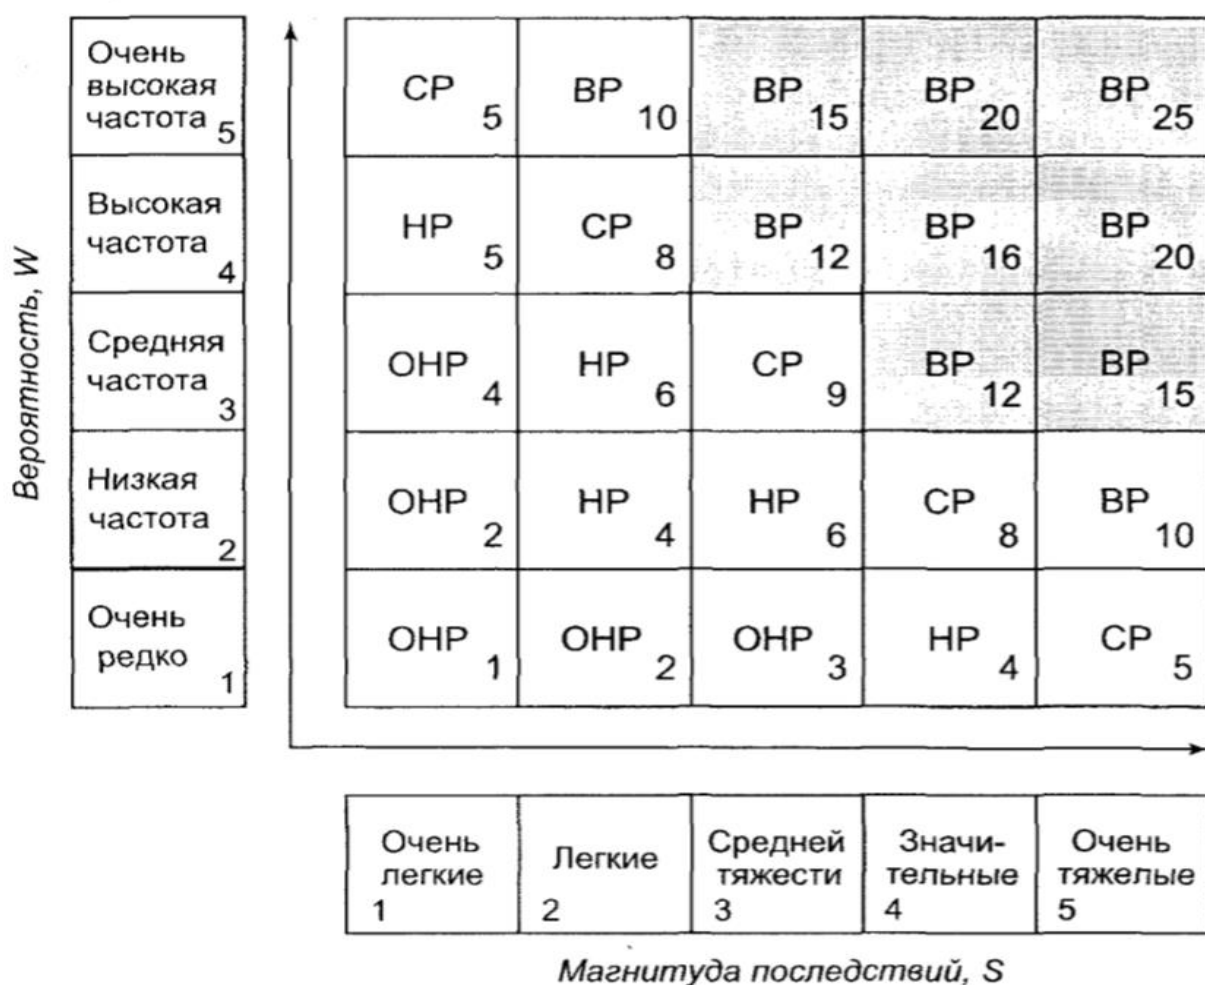 Вероятность, W
Очень
высокая
частота 5
СР 5
ВР 10
ВР 15
ВР 20
ВР 25
Высокая
частота
4
НР 5
СР 8
ВР 12
ВР 16
ВР 20
Средняя
частота
3
ОНР 4
НР 6
СР 9
ВР 12
ВР 15
Низкая
частота
2
ОНР 2
НР 4
НР 6
СР 8
ВР 10
Очень
редко
1
ОНР 1
ОНР 2
ОНР 3
НР 4
СР 5
Очень
легкие
1
Легкие
2
Средней
тяжести
3
Значи-
тельные
4
Очень
тяжелые
5
Магнитуда последствий, S